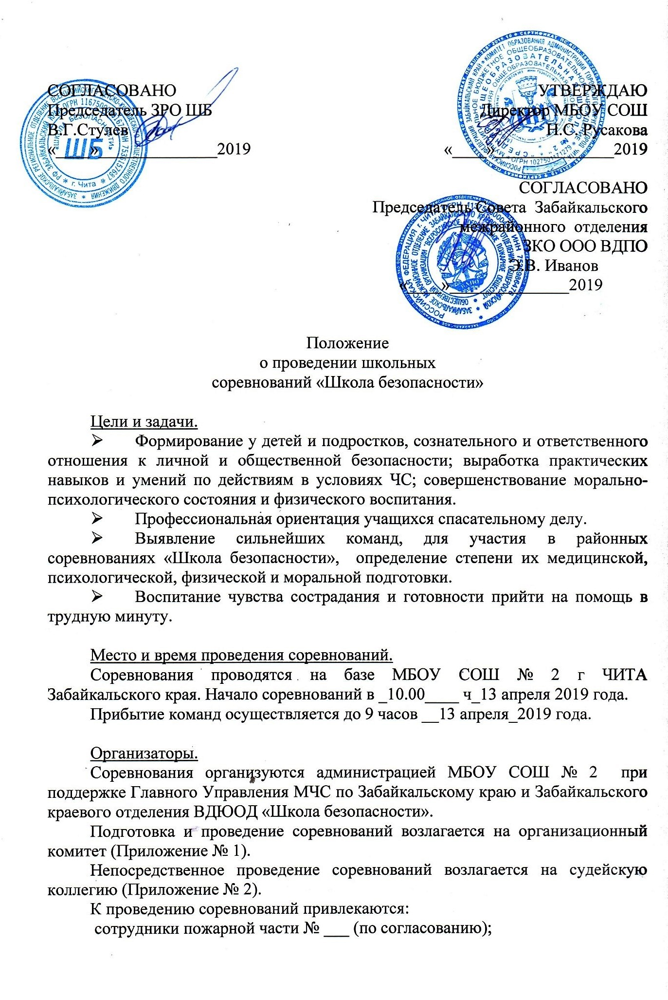 СОГЛАСОВАНО
Председатель ЗРО ШБ
В.Г.Стулев
«____»______________2019
УТВЕРЖДАЮ
Директор МБОУ СОШ
Н.С. Русакова
«____»______________2019
СОГЛАСОВАНО
Председатель Совета Забайкальского
межрайонного отделения
ЗКО ООО ВДПО
Э.В. Иванов
«____»______________2019
ШБ
«ШКОЛА БЕЗОПАСНОСТИ»
г. Чита
ОГРН 1027501171279
Положение
о проведении школьных
соревнований «Школа безопасности»
Цели и задачи.
➢ Формирование у детей и подростков, сознательного и ответственного
отношения к личной и общественной безопасности; выработка практических
навыков и умений по действиям в условиях ЧС; совершенствование морально-
психологического состояния и физического воспитания.
➢ Профессиональная ориентация учащихся спасательному делу.
➢ Выявление сильнейших команд, для участия в районных
соревнованиях «Школа безопасности», определение степени их медицинской,
психологической, физической и моральной подготовки.
➢ Воспитание чувства сострадания и готовности прийти на помощь в
трудную минуту.
Место и время проведения соревнований.
Соревнования проводятся на базе МБОУ СОШ № 2 г ЧИТА
Забайкальского края. Начало соревнований в _10.00____ ч_13 апреля 2019 года.
Прибытие команд осуществляется до 9 часов __13 апреля_2019 года.
Организаторы.
Соревнования организуются администрацией МБОУ СОШ № 2 при
поддержке Главного Управления МЧС по Забайкальскому краю и Забайкальского
краевого отделения ВДЮОД «Школа безопасности».
Подготовка и проведение соревнований возлагается на организационный
комитет (Приложение № 1).
Непосредственное проведение соревнований возлагается на судейскую
коллегию (Приложение № 2).
К проведению соревнований привлекаются:
сотрудники пожарной части № ___ (по согласованию);